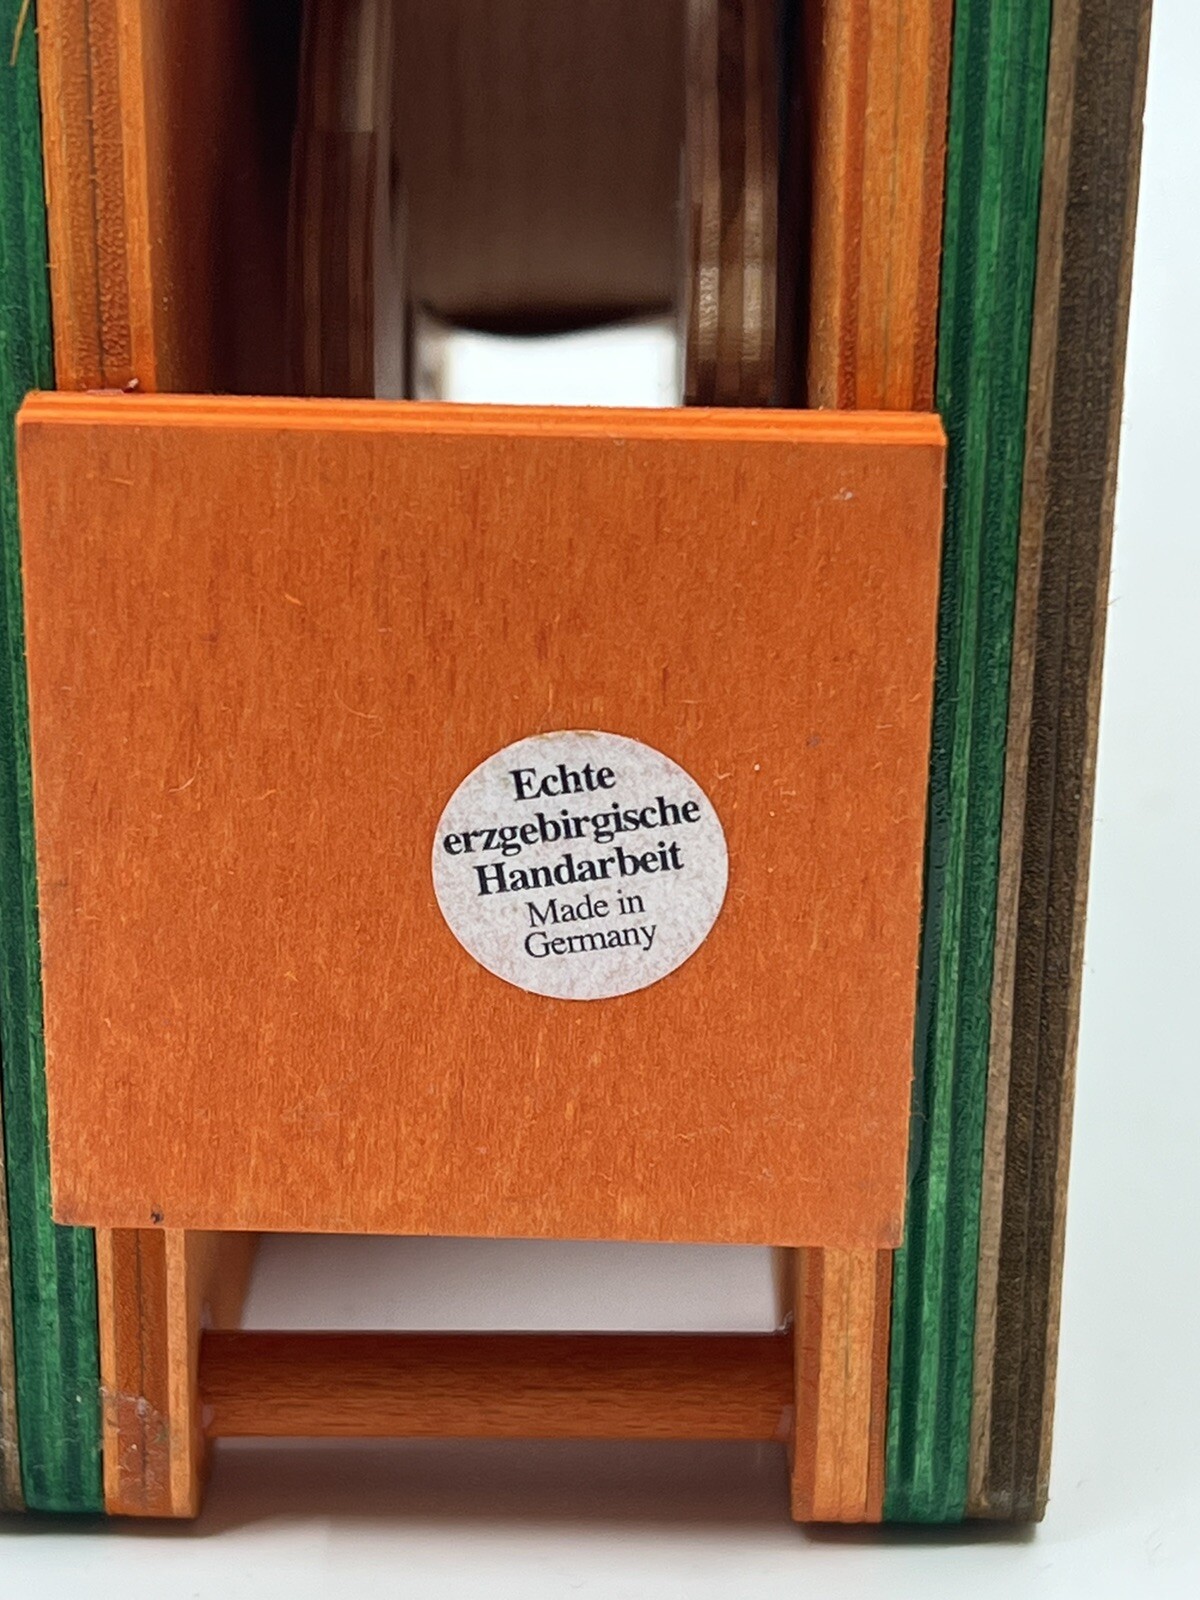 Echte
erzgebirgische
Handarbeit
Made in
Germany